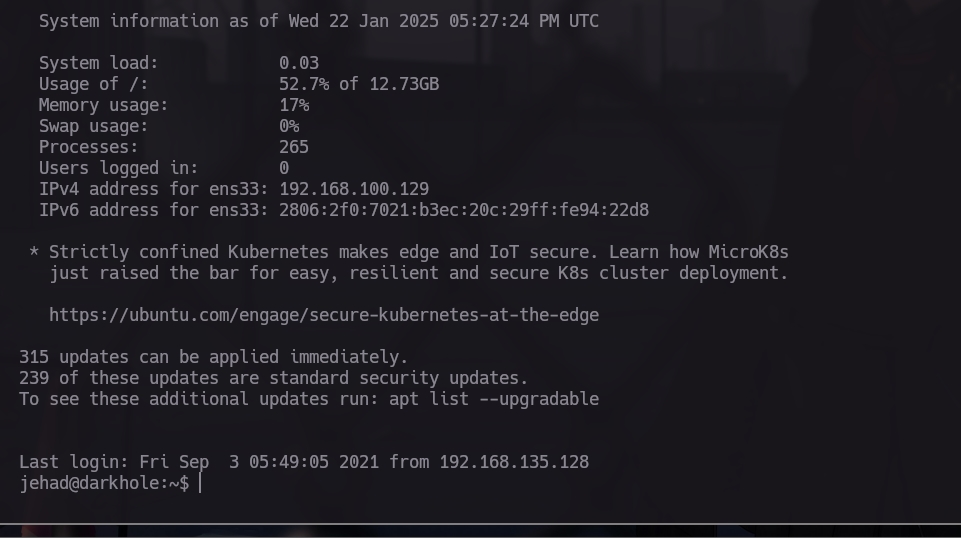 System information as of Wed 22 Jan 2025 05:27:24 PM UTC
System load: 0.03
Usage of /: 52.7% of 12.73GB
Memory usage: 17%
Swap usage: 0%
Processes: 265
Users logged in: 0
IPv4 address for ens33: 192.168.100.129
IPv6 address for ens33: 2806:2f0:7021:b3ec:20c:29ff:fe94:22d8
* Strictly confined Kubernetes makes edge and IoT secure. Learn how MicroK8s
just raised the bar for easy, resilient and secure K8s cluster deployment.
https://ubuntu.com/engage/secure-kubernetes-at-the-edge
315 updates can be applied immediately.
239 of these updates are standard security updates.
To see these additional updates run: apt list --upgradable
Last login: Fri Sep  3 05:49:05 2021 from 192.168.135.128
jehad@darkhole:~$